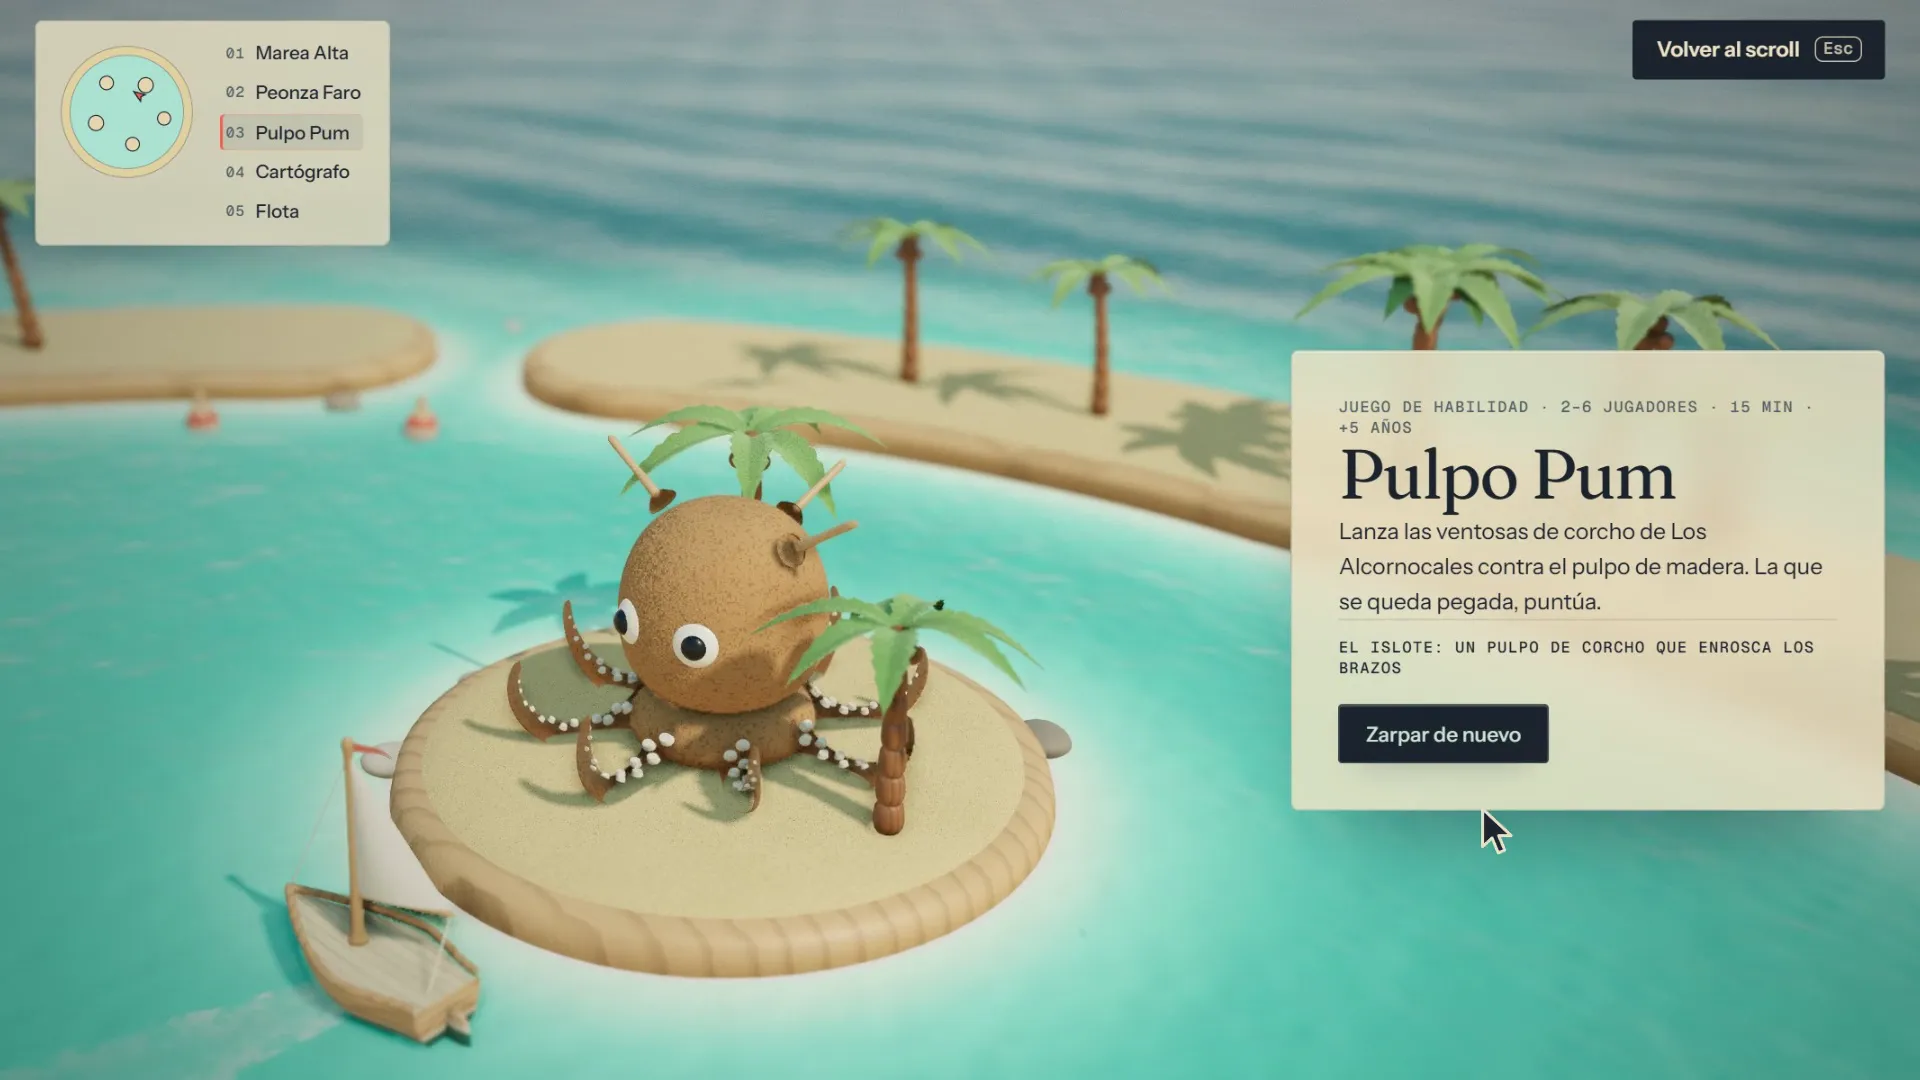 01 Marea Alta
02 Peonza Faro
03 Pulpo Pum
04 Cartógrafo
05 Flota
Volver al scroll Esc
JUEGO DE HABILIDAD · 2–6 JUGADORES · 15 MIN ·
+5 AÑOS
Pulpo Pum
Lanza las ventosas de corcho de Los
Alcornocales contra el pulpo de madera. La que
se queda pegada, puntúa.
EL ISLOTE: UN PULPO DE CORCHO QUE ENROSCA LOS
BRAZOS
Zarpar de nuevo